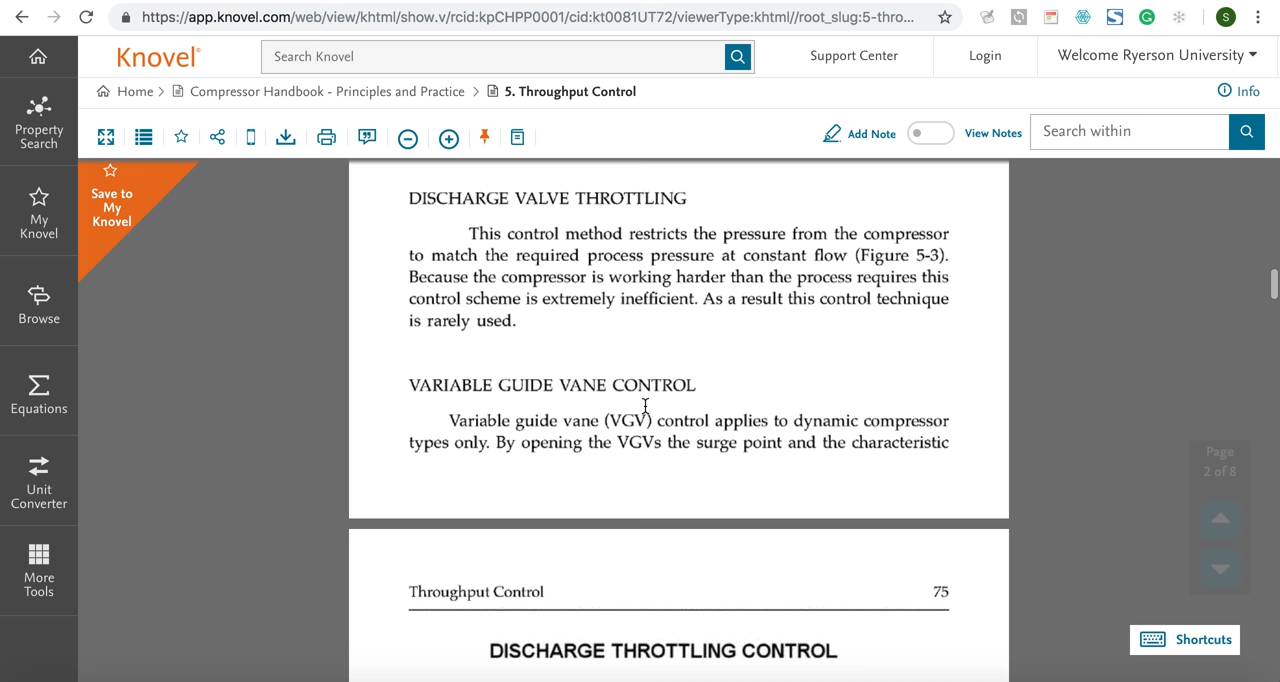 https://app.knovel.com/web/view/khtml/show.v/rcid:kpCHPP0001/cid:kt0081UT72/viewerType:khtml//root_slug:5-thro...
S
Knovel
Search Knovel
Support Center
Login
Welcome Ryerson University
Home > Compressor Handbook - Principles and Practice > 5. Throughput Control
Info
Add Note
View Notes
Search within
Property
Search
My
Knovel
Browse
Equations
Unit
Converter
More
Tools
Save to
My
Knovel
DISCHARGE VALVE THROTTLING
This control method restricts the pressure from the compressor
to match the required process pressure at constant flow (Figure 5-3).
Because the compressor is working harder than the process requires this
control scheme is extremely inefficient. As a result this control technique
is rarely used.
VARIABLE GUIDE VANE CONTROL
Variable guide vane (VGV) control applies to dynamic compressor
types only. By opening the VGVs the surge point and the characteristic
Page
2 of 8
Throughput Control 75
DISCHARGE THROTTLING CONTROL
Shortcuts